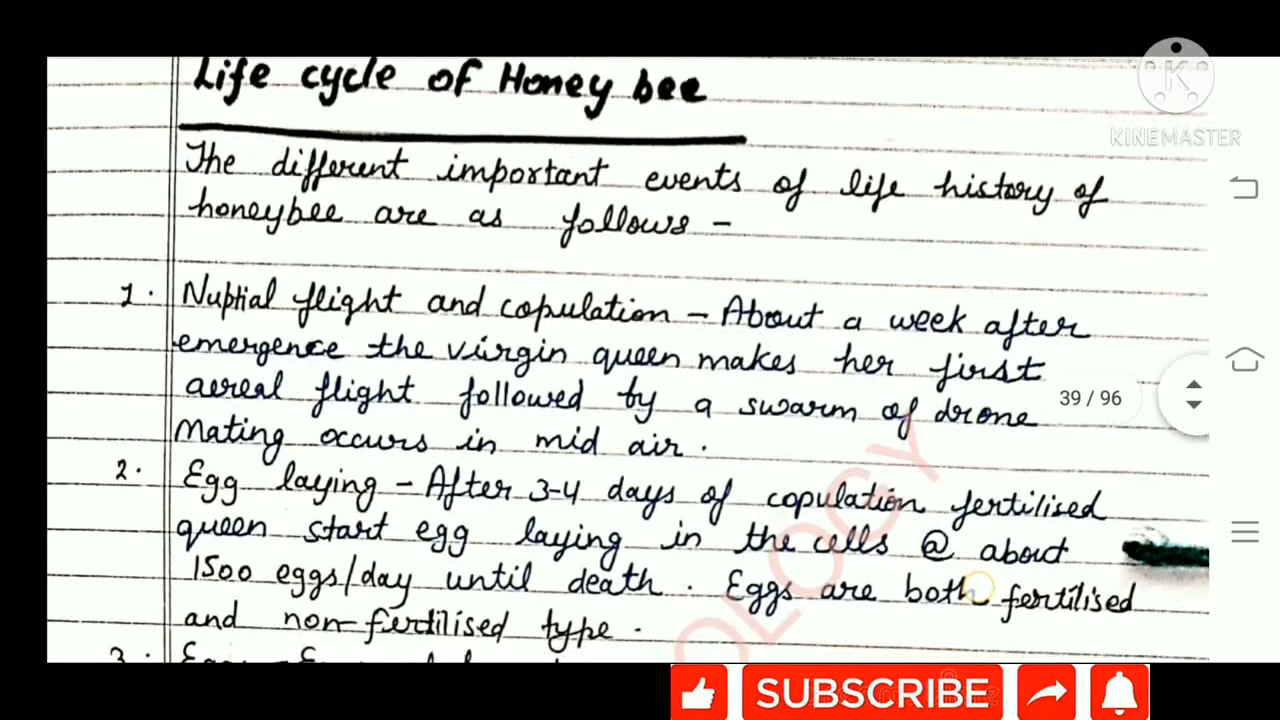 Life cycle of Honey bee
KINEMASTER
The different important events of life history of
honeybee are as follows -
1. Nuptial flight and copulation - About a week after
emergence the virgin queen makes her first
aereal flight followed by a swarm of drone
39 / 96
Mating occurs in mid air.
2. Egg laying - After 3-4 days of copulation fertilised
queen start egg laying in the cells @ about
1500 eggs/day until death. Eggs are both fertilised
and non-fertilised type.
3.
OLOGY
SUBSCRIBE